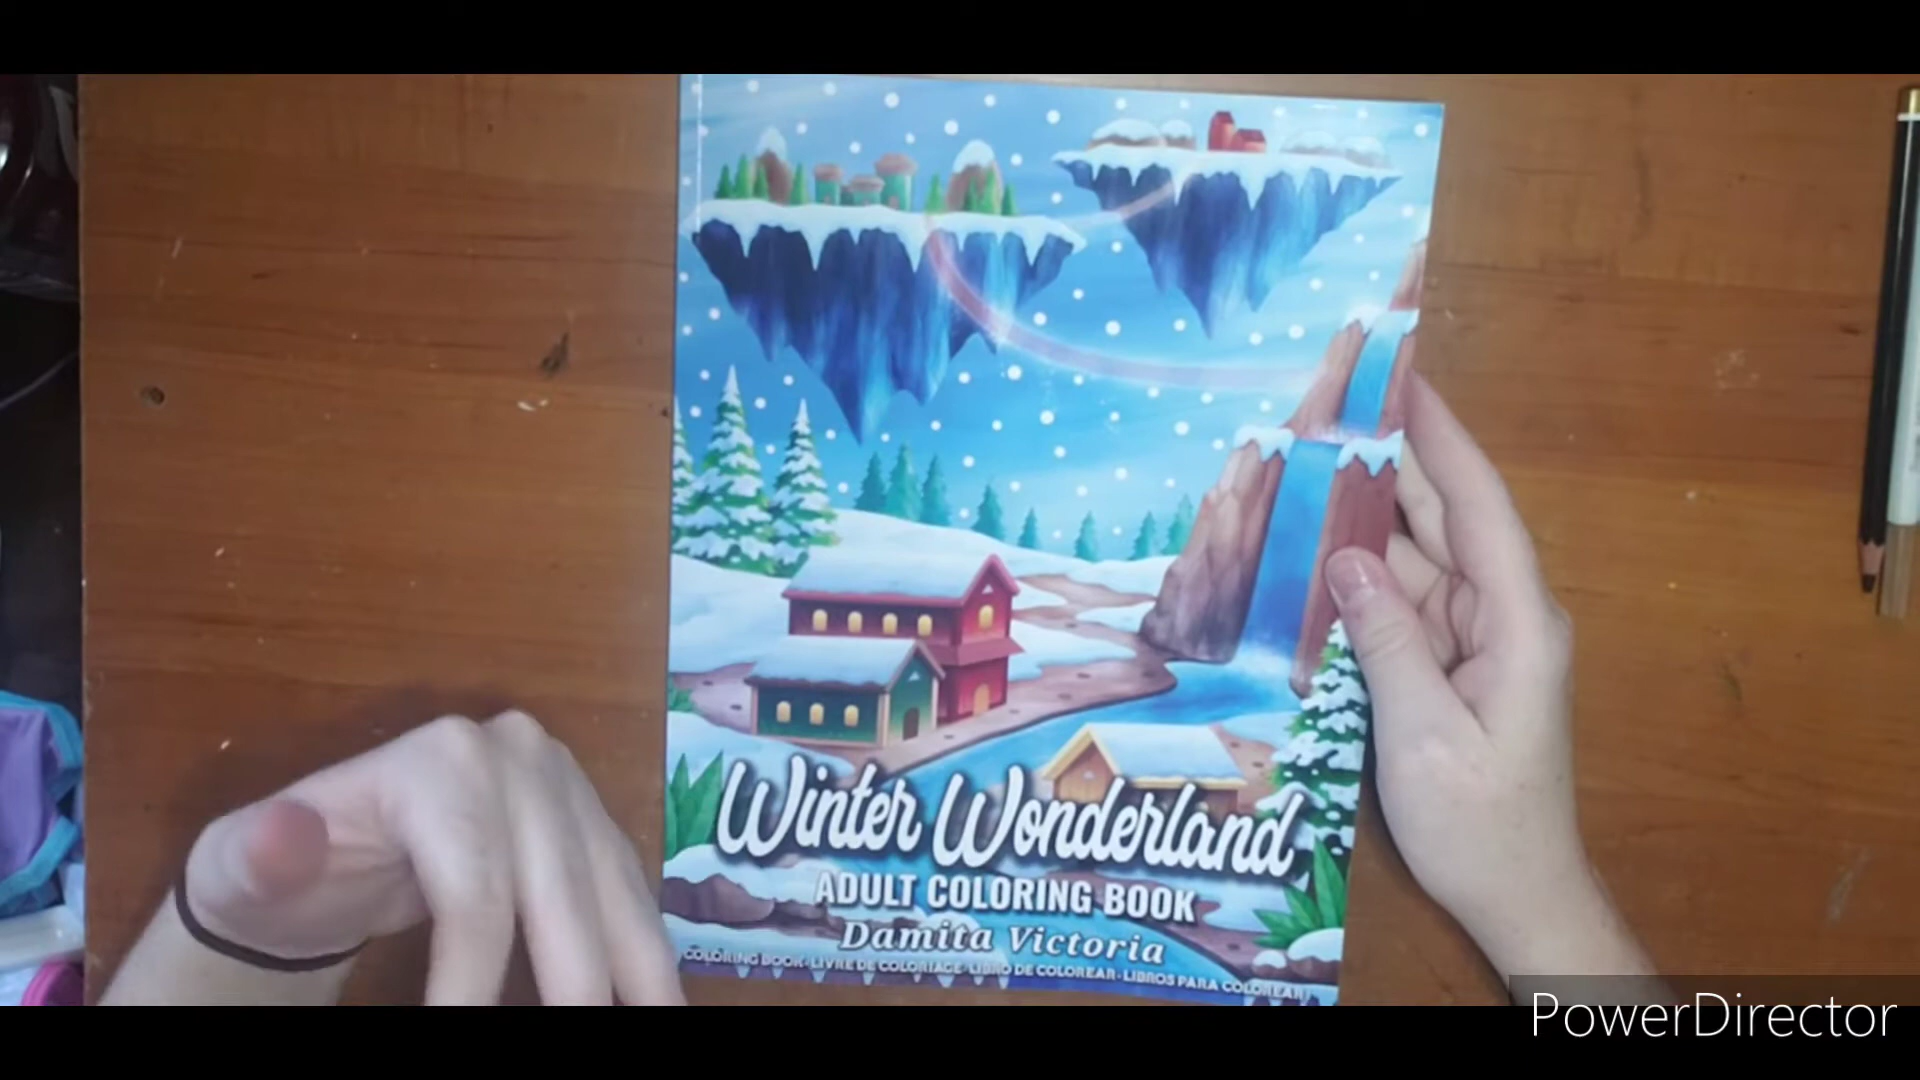 Winter Wonderland
ADULT COLORING BOOK
Damita Victoria
COLORING BOOK · LIVRE DE COLORIAGE · LIBRO DE COLOREAR · LIBROS PARA COLOREAR
PowerDirector